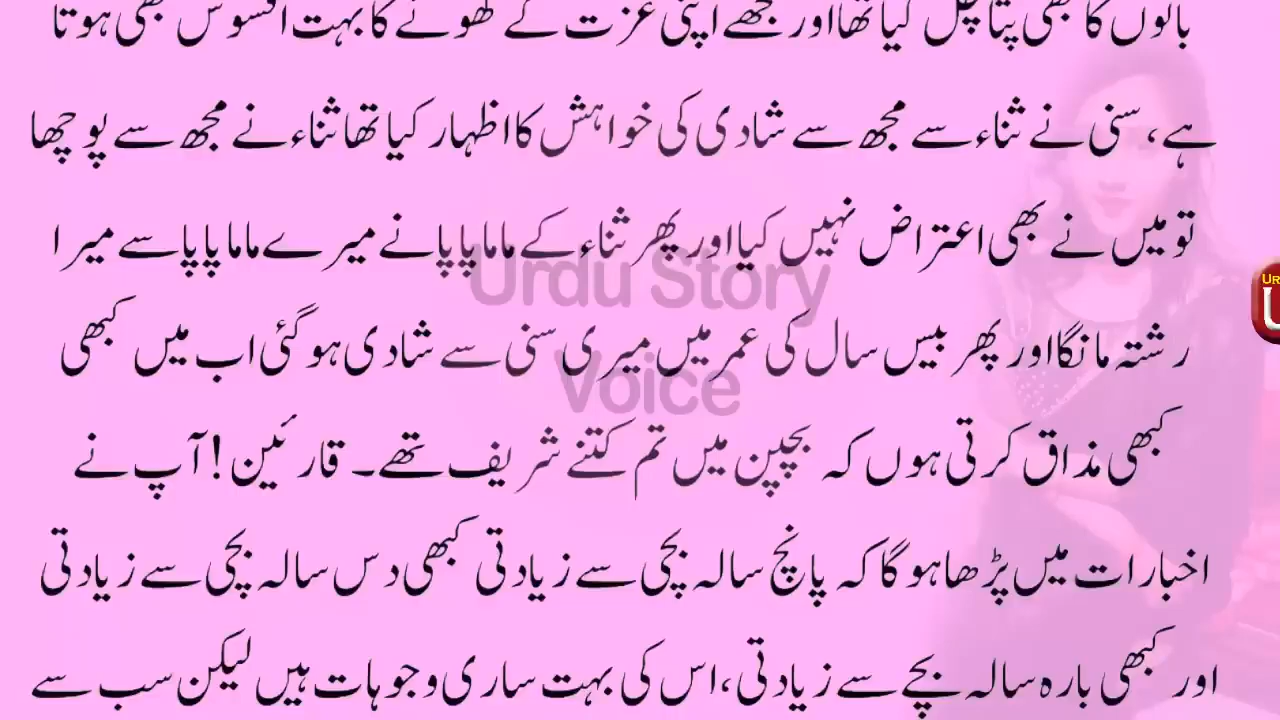 باتوں کا بھی پتا چل گیا تھا اور مجھے اپنی عزت کے کھونے کا بہت افسوس بھی ہوتا
ہے، سنی نے ثناء سے مجھ سے شادی کی خواہش کا اظہار کیا تھا ثناء نے مجھ سے پوچھا
تو میں نے بھی اعتراض نہیں کیا اور پھر ثناء کے ماما پاپا نے میرے ماما پاپا سے میرا
رشتہ مانگا اور پھر بیس سال کی عمر میں میری سنی سے شادی ہو گئی اب میں کبھی
کبھی مذاق کرتی ہوں کہ بچپن میں تم کتنے شریف تھے۔ قارئین! آپ نے
اخبارات میں پڑھا ہو گا کہ پانچ سالہ بچی سے زیادتی کبھی دس سالہ بچی سے زیادتی
اور کبھی بارہ سالہ بچے سے زیادتی، اس کی بہت ساری وجوہات ہیں لیکن سب سے
Urdu Story
Voice